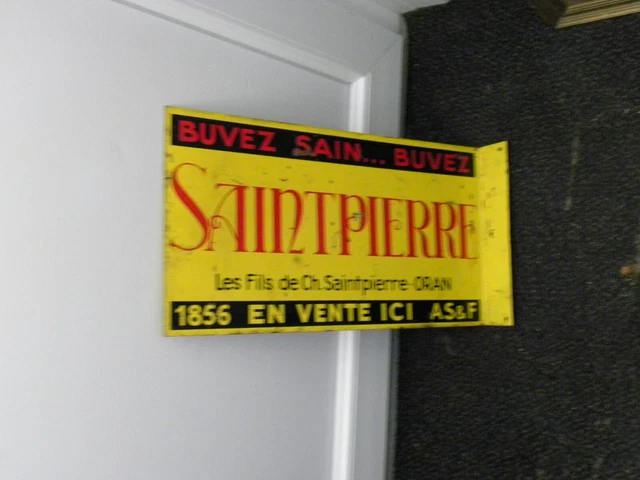 BUVEZ SAIN... BUVEZ
SAINTPIERRE
Les Fils de Ch. Saintpierre - ORAN
1856 EN VENTE ICI AS&F